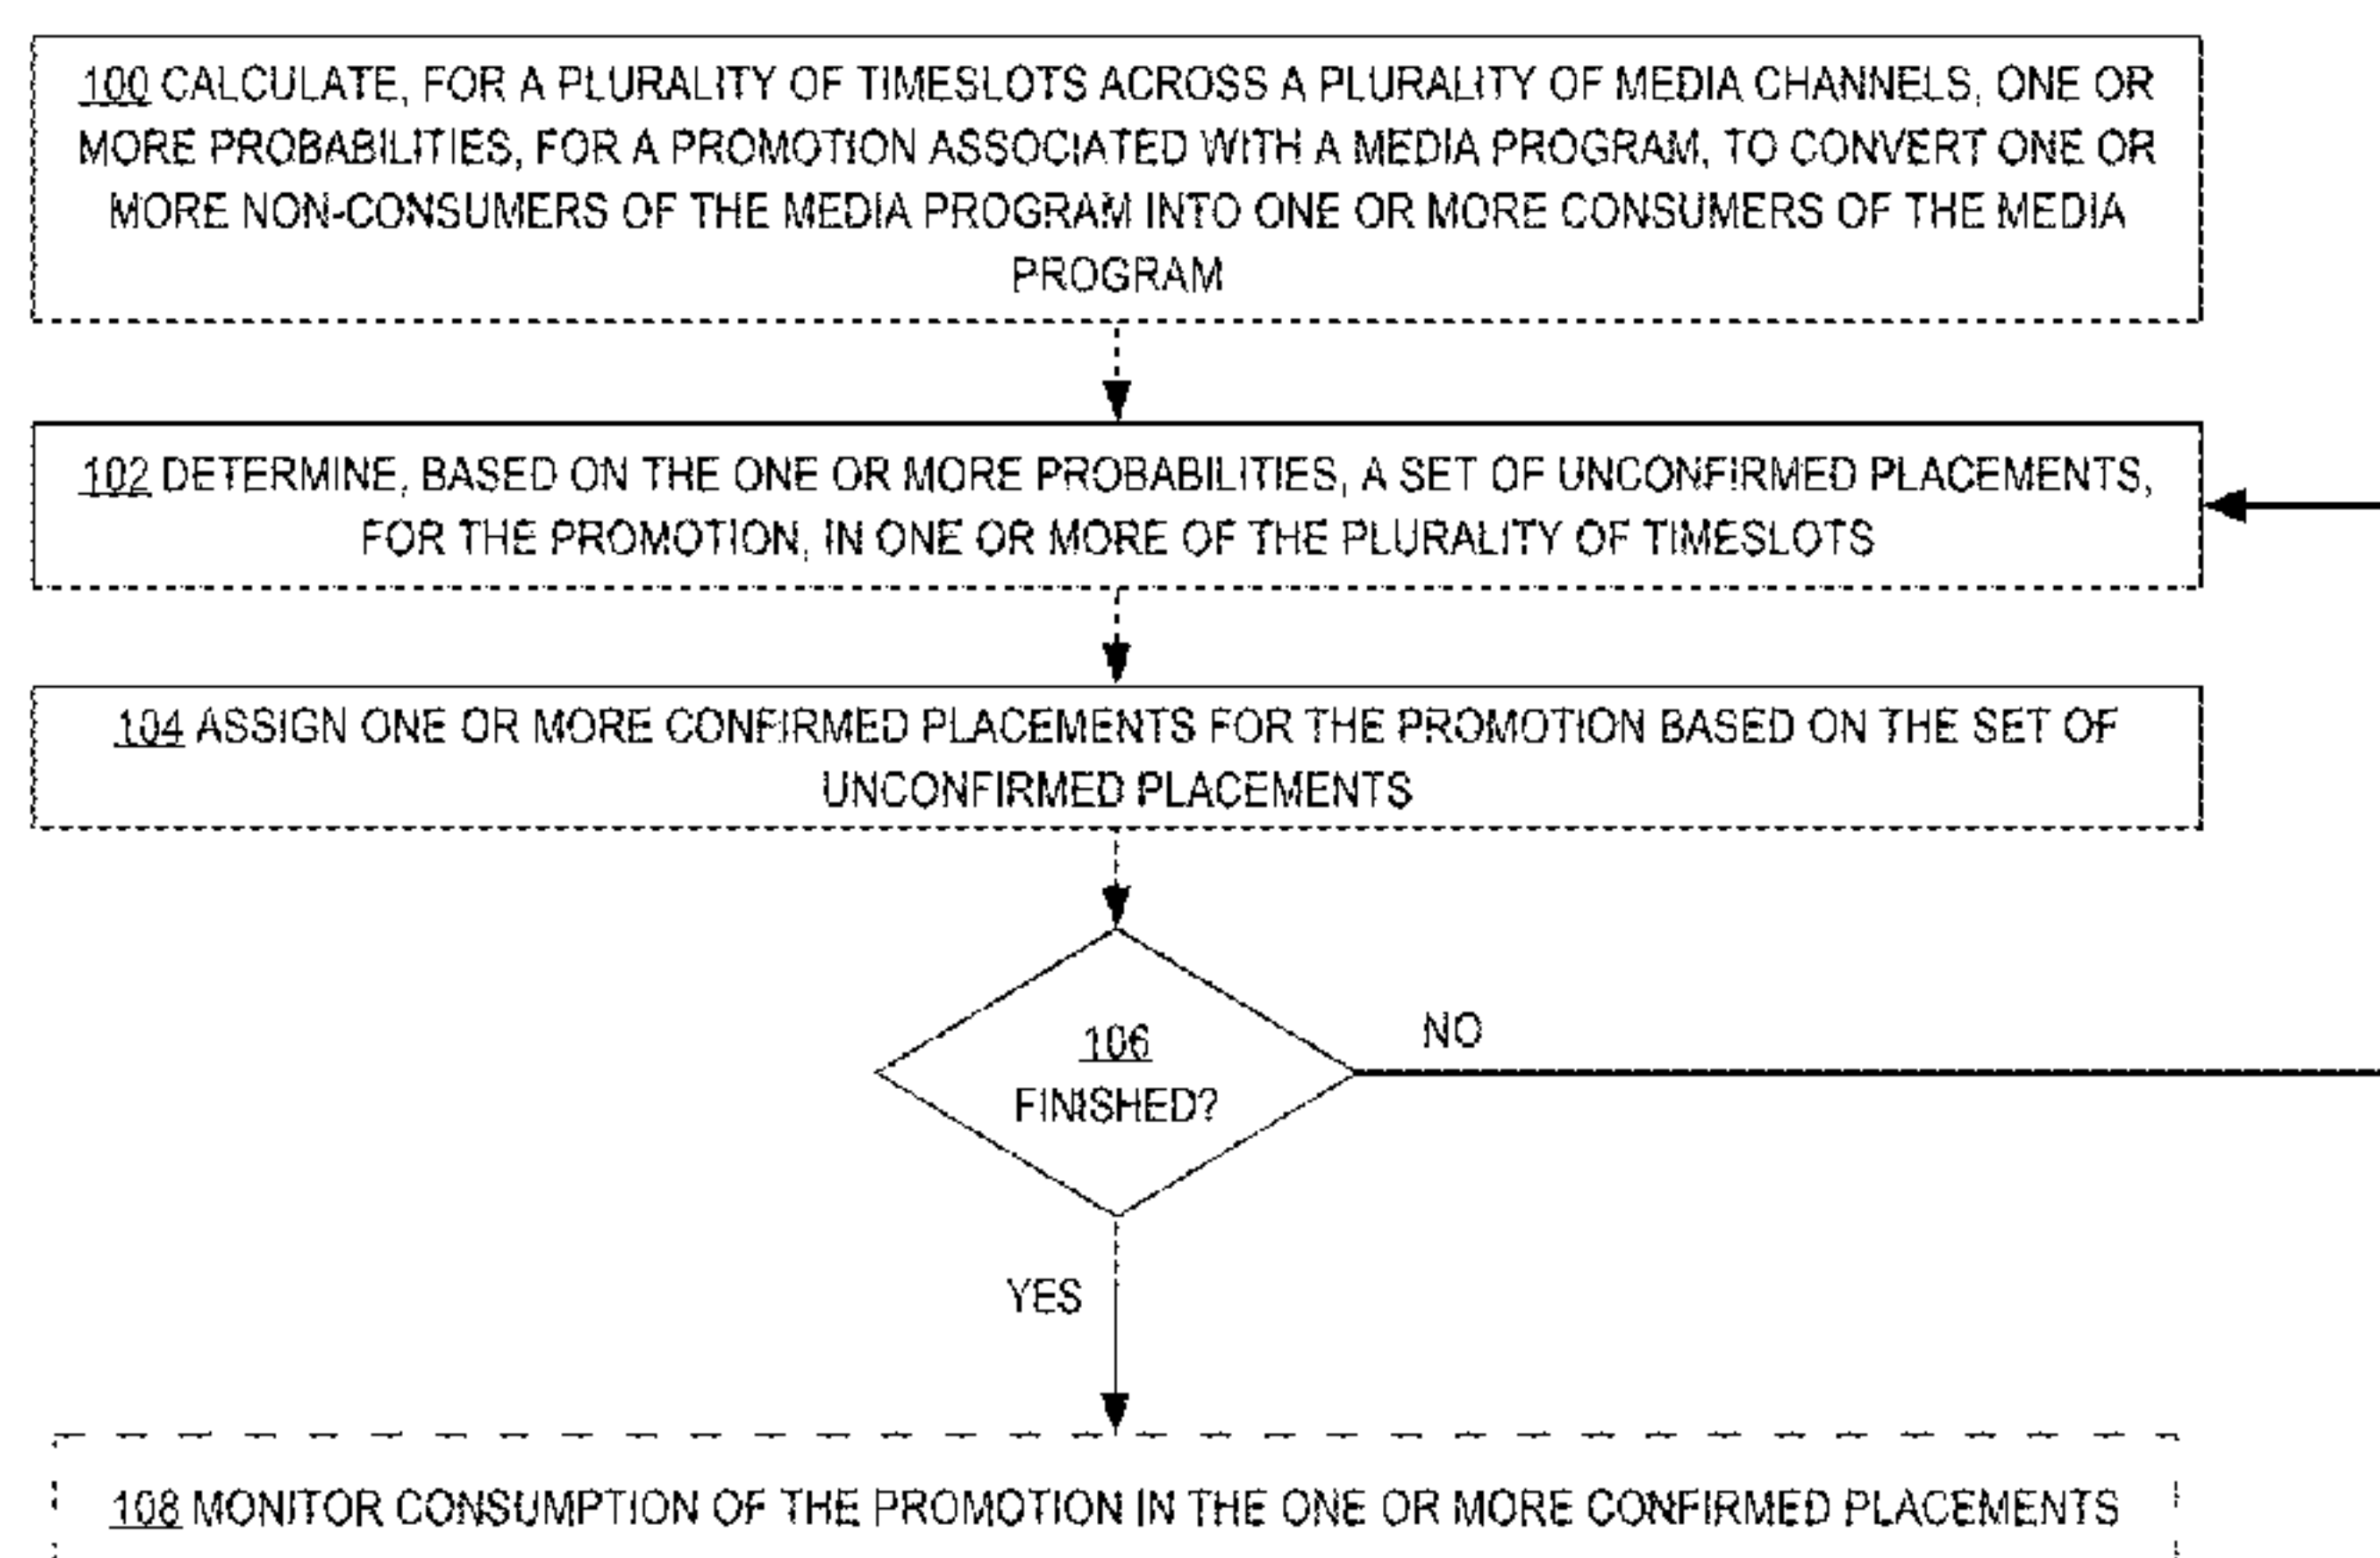 100 CALCULATE, FOR A PLURALITY OF TIMESLOTS ACROSS A PLURALITY OF MEDIA CHANNELS, ONE OR
MORE PROBABILITIES, FOR A PROMOTION ASSOCIATED WITH A MEDIA PROGRAM, TO CONVERT ONE OR
MORE NON-CONSUMERS OF THE MEDIA PROGRAM INTO ONE OR MORE CONSUMERS OF THE MEDIA
PROGRAM
102 DETERMINE, BASED ON THE ONE OR MORE PROBABILITIES, A SET OF UNCONFIRMED PLACEMENTS,
FOR THE PROMOTION, IN ONE OR MORE OF THE PLURALITY OF TIMESLOTS
104 ASSIGN ONE OR MORE CONFIRMED PLACEMENTS FOR THE PROMOTION BASED ON THE SET OF
UNCONFIRMED PLACEMENTS
106
FINISHED?
NO
YES
108 MONITOR CONSUMPTION OF THE PROMOTION IN THE ONE OR MORE CONFIRMED PLACEMENTS